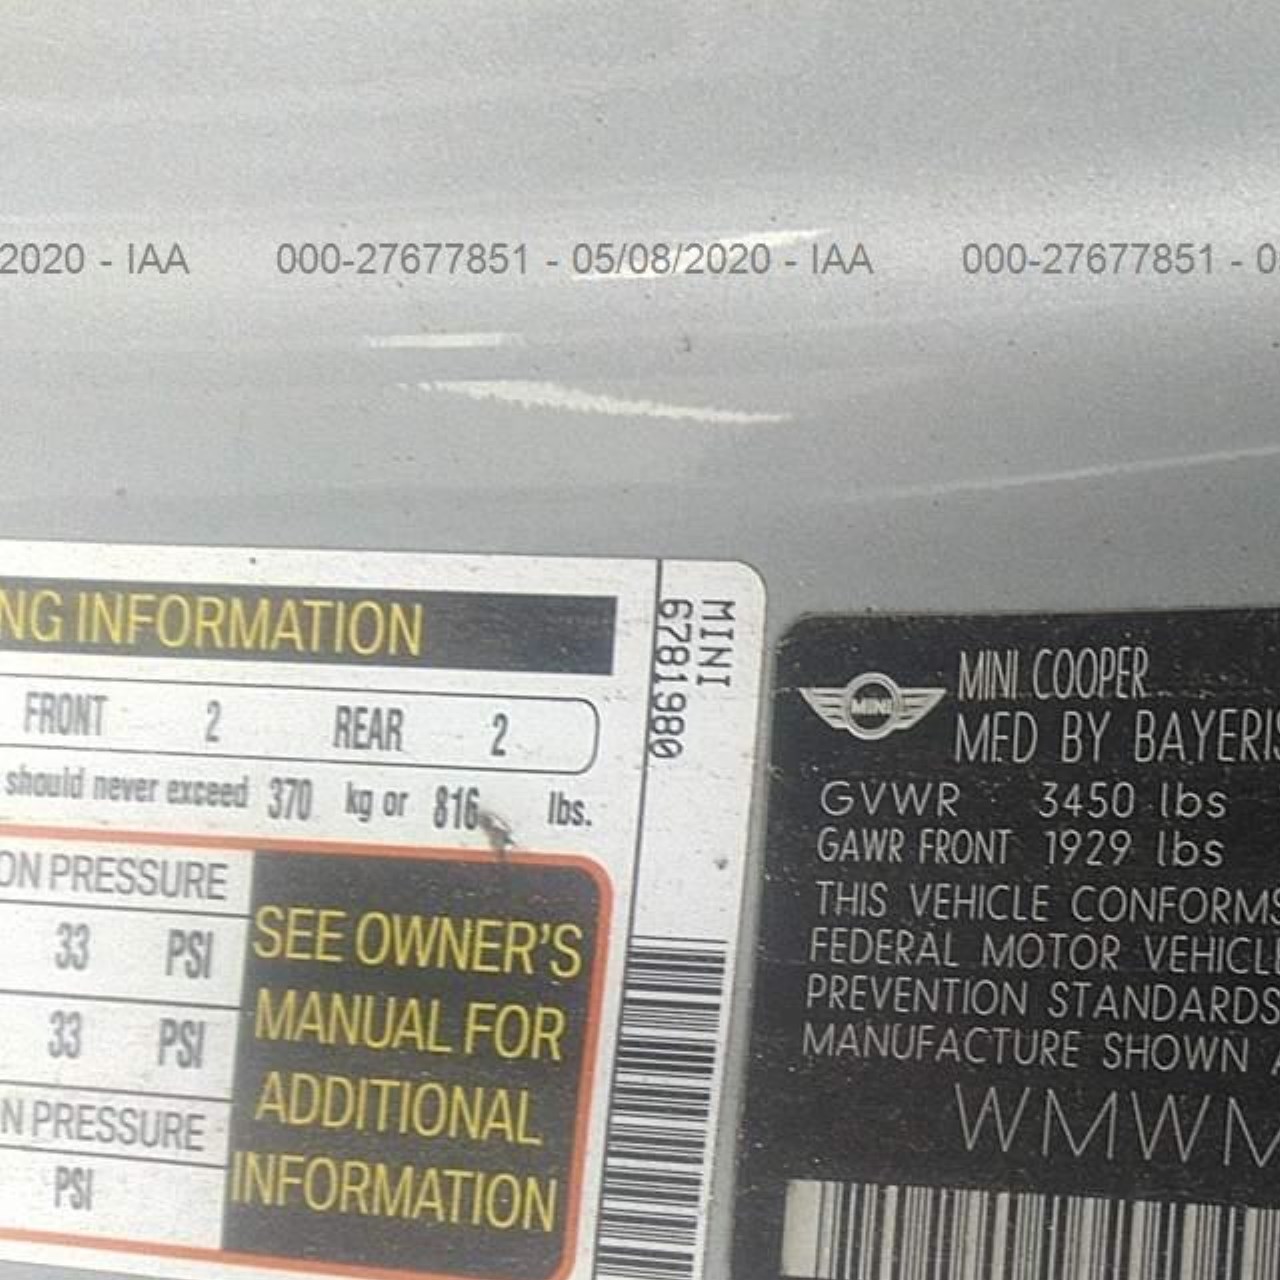 2020 - IAA 000-27677851 - 05/08/2020 - IAA 000-27677851 - 0
NG INFORMATION
FRONT 2 REAR 2
should never exceed 370 kg or 816 lbs.
ON PRESSURE
33 PSI
33 PSI
N PRESSURE
PSI
SEE OWNER'S
MANUAL FOR
ADDITIONAL
INFORMATION
MINI
6781980
MINI
MINI COOPER
MFD BY BAYERIS
GVWR 3450 lbs
GAWR FRONT 1929 lbs
THIS VEHICLE CONFORMS
FEDERAL MOTOR VEHICLE
PREVENTION STANDARDS
MANUFACTURE SHOWN A
WMWM